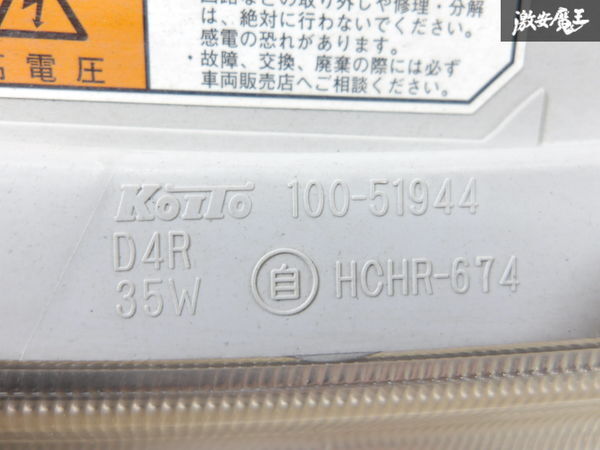 激安魔王
回路などの取り外しや修理・分解
は、絶対に行わないでください。
感電の恐れがあります。
・故障、交換、廃棄の際には必ず
車両販売店へご相談ください。
高電圧
KOITO 100-51944
D4R
35W 自 HCHR-674